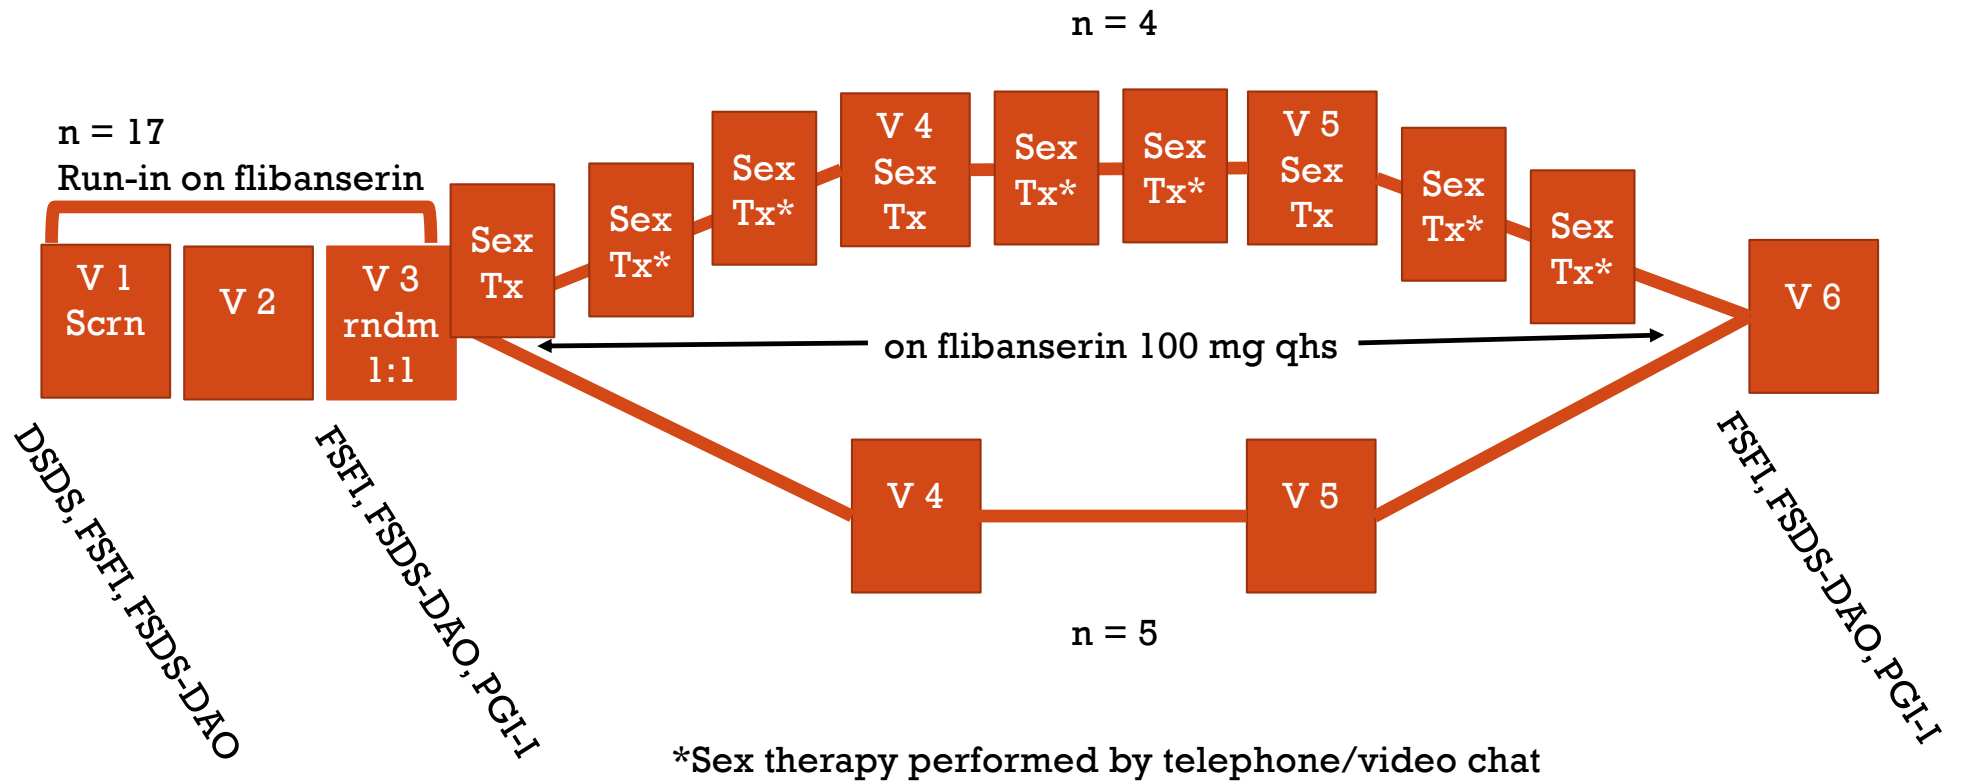 n = 4
n = 17
Run-in on flibanserin
V 1
Scrn
V 2
V 3
rndm
1:1
Sex
Tx
Sex
Tx*
Sex
Tx*
V 4
Sex
Tx
Sex
Tx*
Sex
Tx*
V 5
Sex
Tx
Sex
Tx*
Sex
Tx*
V 6
on flibanserin 100 mg qhs
V 4
V 5
n = 5
DSDS, FSFI, FSDS-DAO
FSFI, FSDS-DAO, PGI-I
FSFI, FSDS-DAO, PGI-I
*Sex therapy performed by telephone/video chat